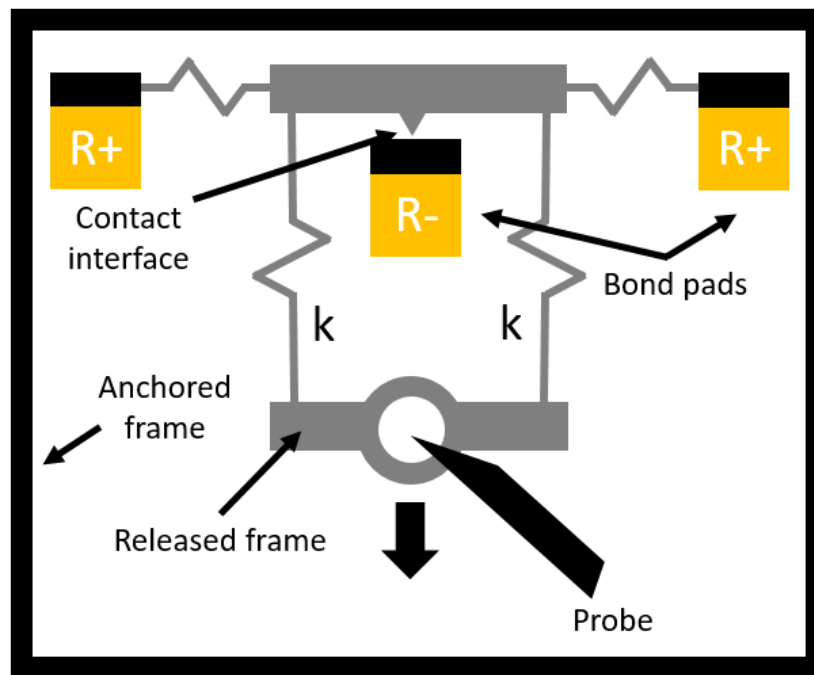 R+
R+
R-
Contact
interface
Bond pads
k
k
Anchored
frame
Released frame
Probe